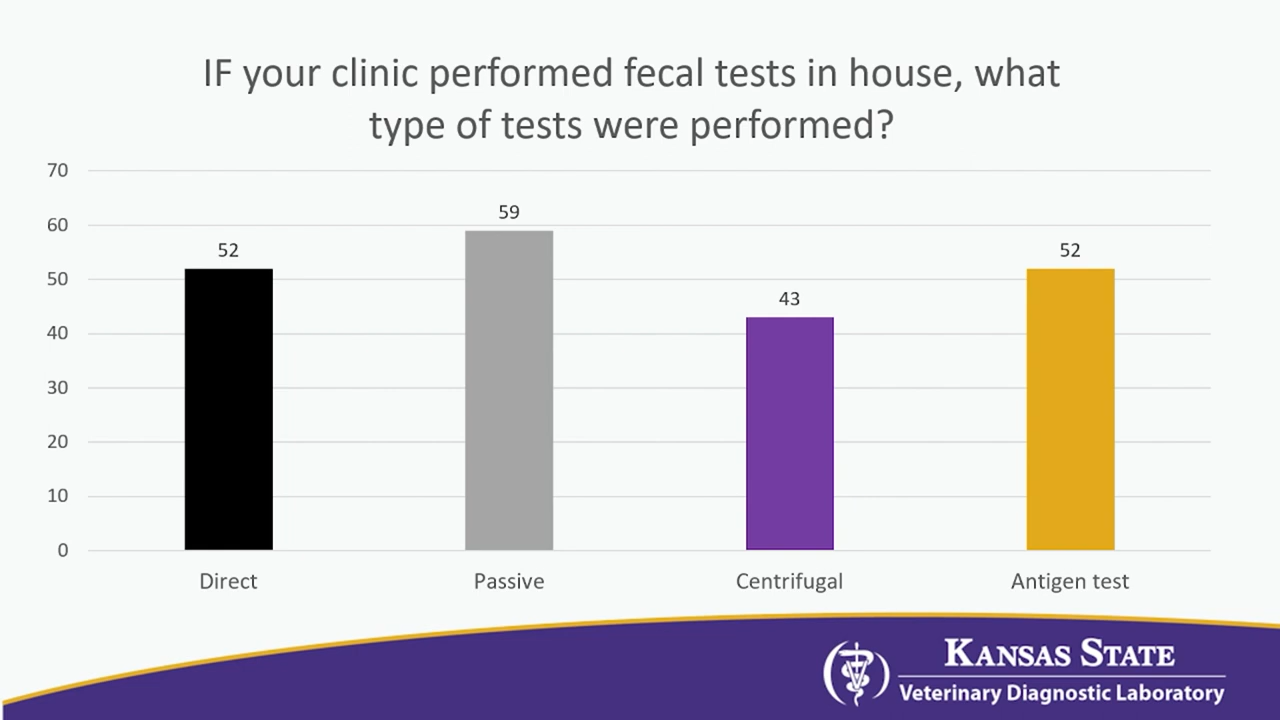 IF your clinic performed fecal tests in house, what
type of tests were performed?
70
60
50
40
30
20
10
0
52
59
43
52
Direct
Passive
Centrifugal
Antigen test
KANSAS STATE
Veterinary Diagnostic Laboratory